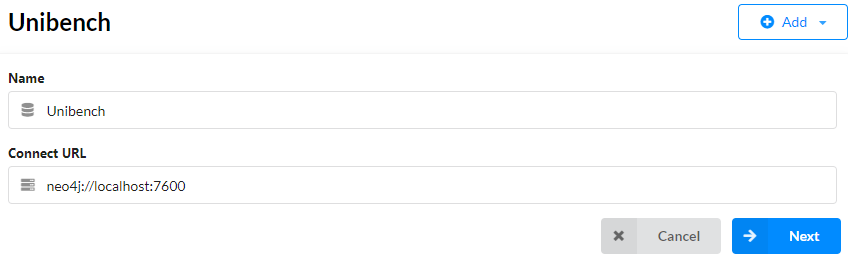 Unibench
Add
Name
Unibench
Connect URL
neo4j://localhost:7600
Cancel
Next